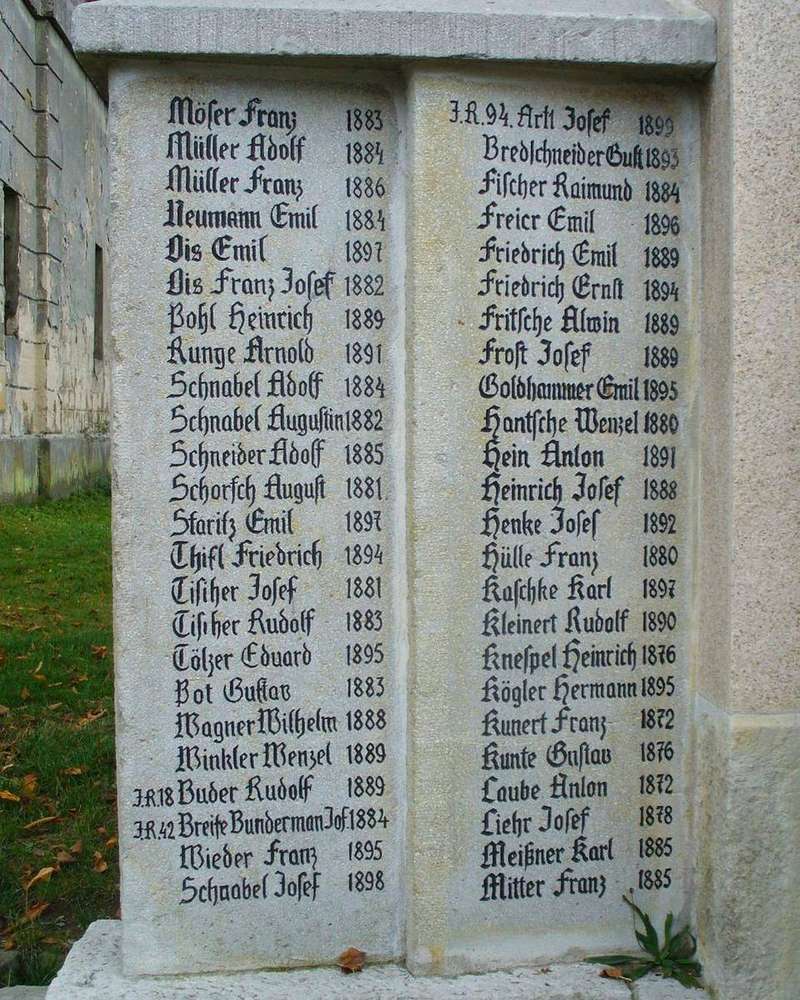 Möser Franz 1883
Müller Adolf 1884
Müller Franz 1886
Neumann Emil 1884
Ois Emil 1897
Ois Franz Josef 1882
Pohl Heinrich 1889
Runge Arnold 1891
Schnabel Adolf 1884
Schnabel Augustin 1882
Schneider Adolf 1885
Schorsch August 1881
Staritz Emil 1897
Friedrich 1894
Josef 1881
Rudolf 1883
Tölzer Eduard 1895
Gustav 1883
Wagner Wilhelm 1888
Winkler Wenzel 1889
J.R.18 Buder Rudolf 1889
J.R.42 Breite Bunderman Jof. 1884
Wieder Franz 1895
Schnabel Josef 1898
J.R.94. Artl Josef 1899
Bredschneider Gust 1893
Fischer Raimund 1884
Freier Emil 1896
Friedrich Emil 1889
Friedrich Ernst 1894
Fritsche Alwin 1889
Frost Josef 1889
Goldhammer Emil 1895
Hantsche Wenzel 1880
Hein Anton 1891
Heinrich Josef 1888
Henke Josef 1892
Hülle Franz 1880
Kaschke Karl 1897
Kleinert Rudolf 1890
Knespel Heinrich 1876
Kögler Hermann 1895
Kunert Franz 1872
Kunte Gustav 1876
Laube Anton 1872
Liehr Josef 1878
Meißner Karl 1885
Mitter Franz 1885